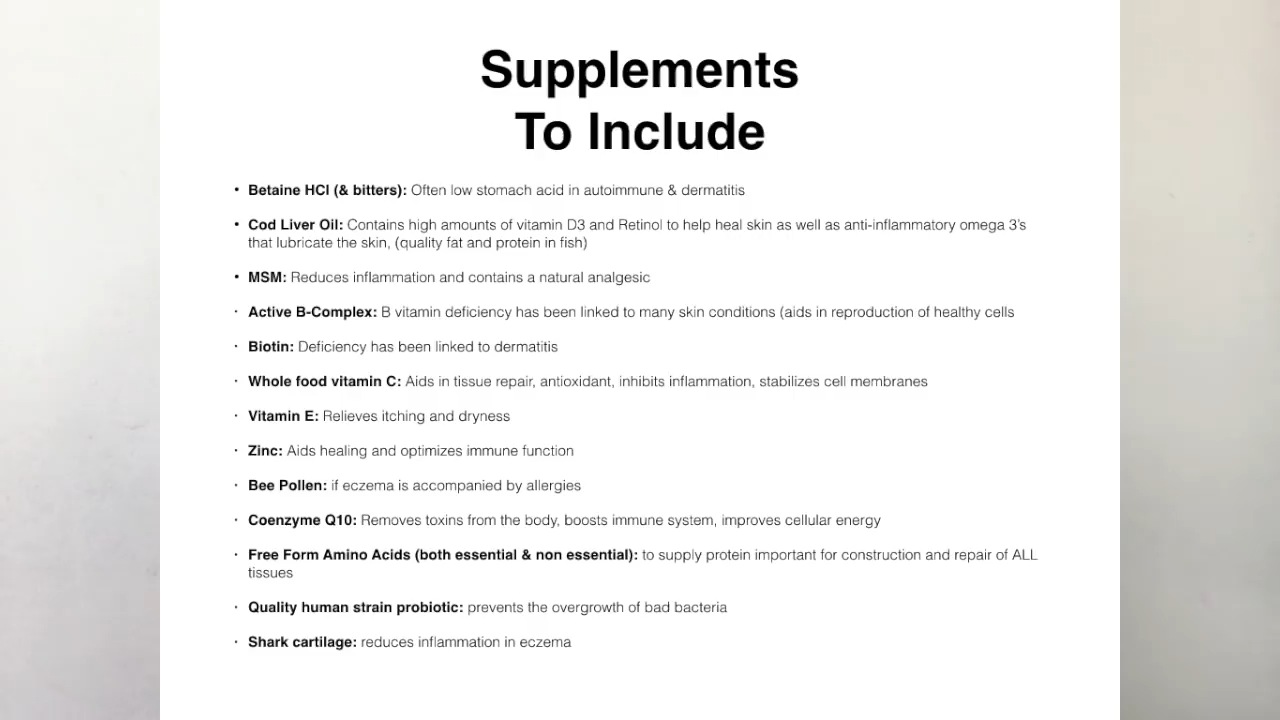 Supplements
To Include
• Betaine HCl (& bitters): Often low stomach acid in autoimmune & dermatitis
• Cod Liver Oil: Contains high amounts of vitamin D3 and Retinol to help heal skin as well as anti-inflammatory omega 3's
that lubricate the skin, (quality fat and protein in fish)
• MSM: Reduces inflammation and contains a natural analgesic
• Active B-Complex: B vitamin deficiency has been linked to many skin conditions (aids in reproduction of healthy cells
• Biotin: Deficiency has been linked to dermatitis
• Whole food vitamin C: Aids in tissue repair, antioxidant, inhibits inflammation, stabilizes cell membranes
• Vitamin E: Relieves itching and dryness
• Zinc: Aids healing and optimizes immune function
• Bee Pollen: if eczema is accompanied by allergies
• Coenzyme Q10: Removes toxins from the body, boosts immune system, improves cellular energy
• Free Form Amino Acids (both essential & non essential): to supply protein important for construction and repair of ALL
tissues
• Quality human strain probiotic: prevents the overgrowth of bad bacteria
• Shark cartilage: reduces inflammation in eczema